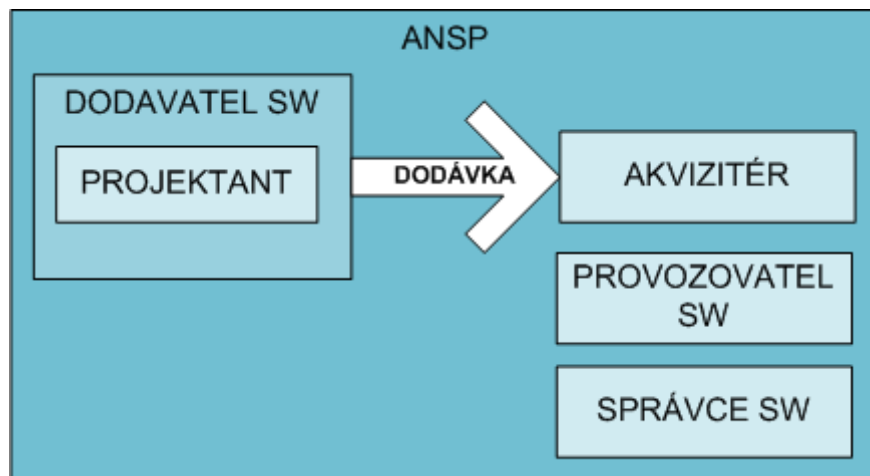 ANSP
DODAVATEL SW
PROJEKTANT
DODÁVKA
AKVIZITÉR
PROVOZOVATEL
SW
SPRÁVCE SW